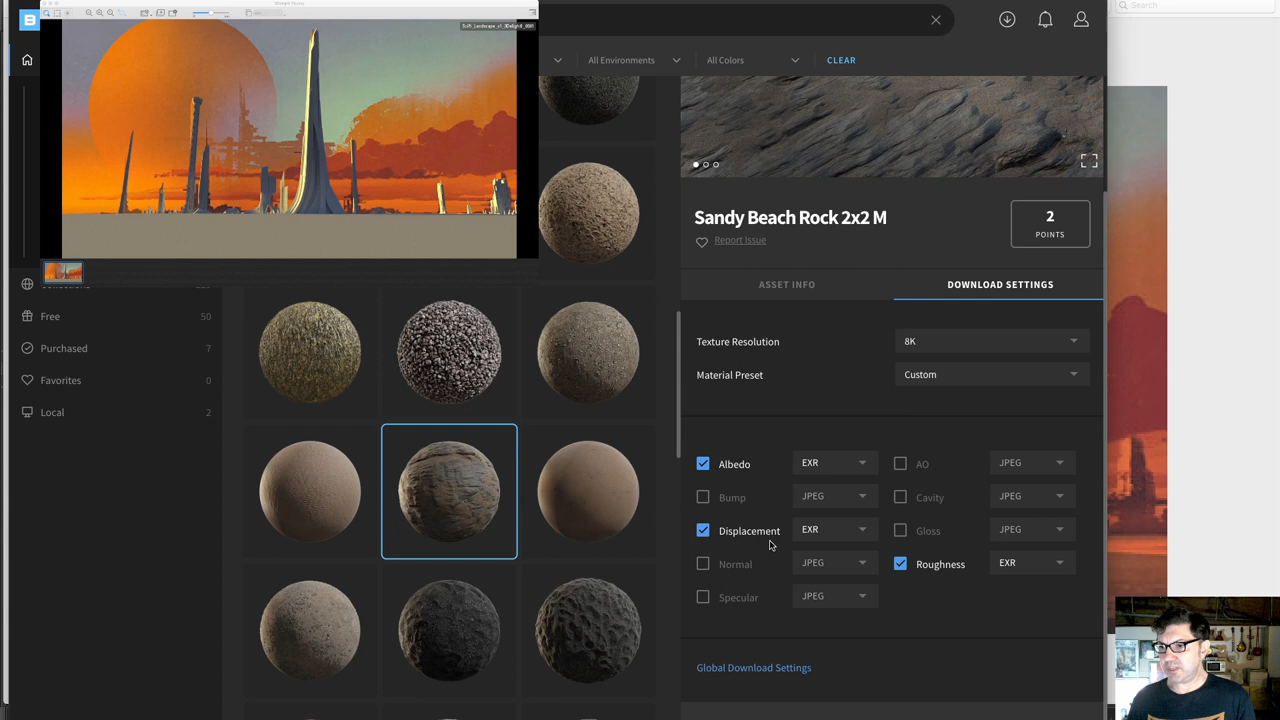 SciFi_Landscape_v1_3Delight_0001
Search
All Environments
All Colors
CLEAR
Sandy Beach Rock 2x2 M
Report Issue
2
POINTS
ASSET INFO
DOWNLOAD SETTINGS
Free 50
Purchased 7
Favorites 0
Local 2
Texture Resolution 8K
Material Preset Custom
Albedo EXR AO JPEG
Bump JPEG Cavity JPEG
Displacement EXR Gloss JPEG
Normal JPEG Roughness EXR
Specular JPEG
Global Download Settings